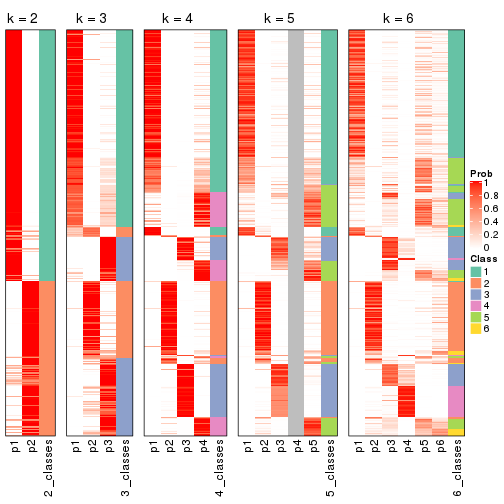 k = 2
k = 3
k = 4
k = 5
k = 6
p1
p2
2_classes
p1
p2
p3
3_classes
p1
p2
p3
p4
4_classes
p1
p2
p3
p4
p5
5_classes
p1
p2
p3
p4
p5
p6
6_classes
Prob
1
0.8
0.6
0.4
0.2
0
Class
1
2
3
4
5
6